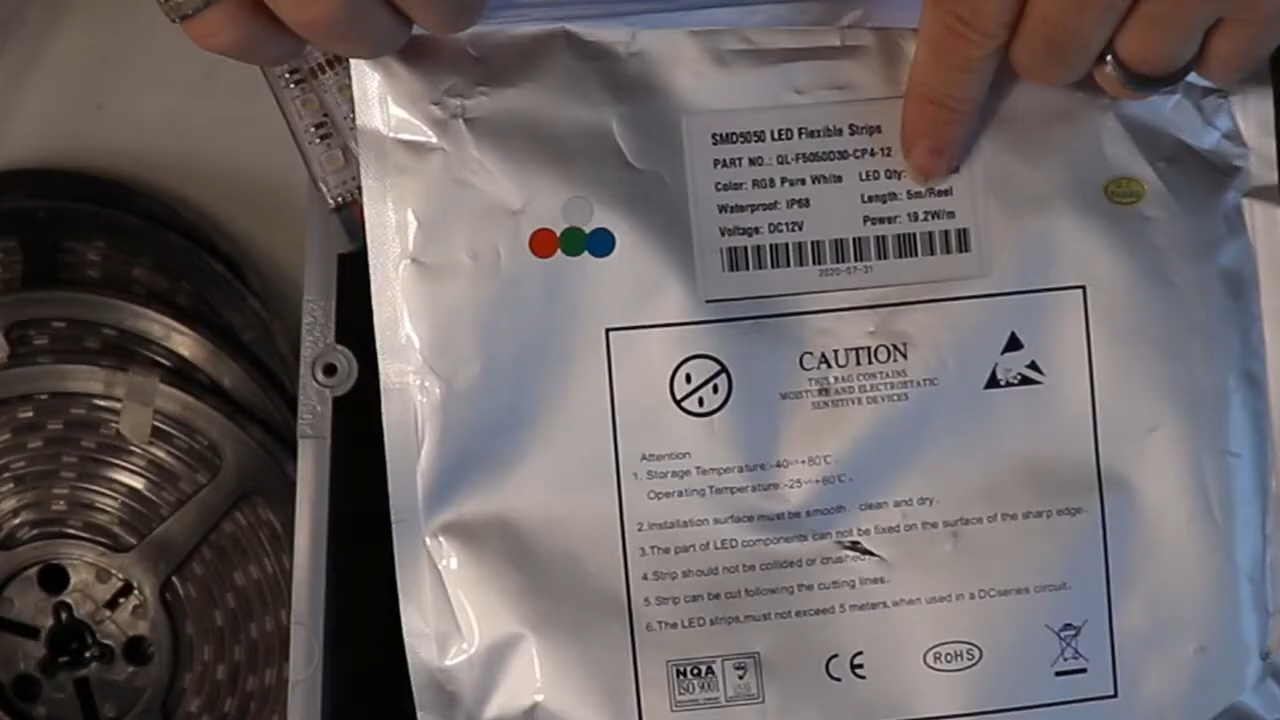 SMD5050 LED Flexible Strips
PART NO.: QL-F5050D30-CP4-12
Color: RGB Pure White LED Qty:
Waterproof: IP68 Length: 5m/Reel
Voltage: DC12V Power: 19.2W/m
2020-07-31
CAUTION
THIS BAG CONTAINS
MOISTURE AND ELECTROSTATIC
SENSITIVE DEVICES
Attention
1. Storage Temperature:-40~+80℃.
Operating Temperature:-25~+60℃.
2.Installation surface must be smooth, clean and dry.
3.The part of LED components can not be fixed on the surface of the sharp edge.
4.Strip should not be collided or crushed
5.Strip can be cut following the cutting lines.
6.The LED strips,must not exceed 5 meters,when used in a DCseries circuit.
NQA
ISO 9001
CE
RoHS